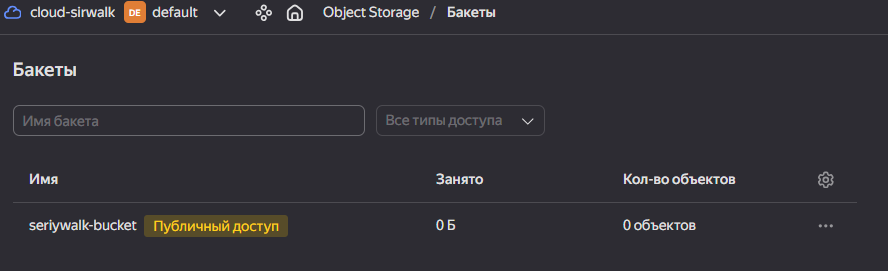 cloud-sirwalk DE default Object Storage / Бакеты
Бакеты
Имя бакета Все типы доступа
Имя Занято Кол-во объектов
seriywalk-bucket Публичный доступ 0 Б 0 объектов